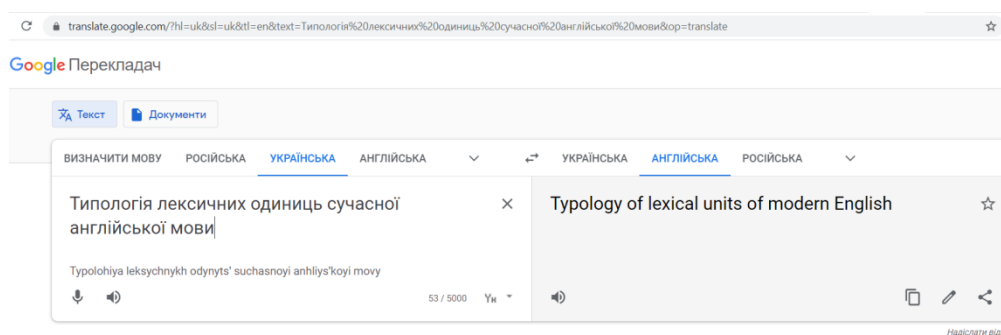 translate.google.com/?hl=uk&sl=uk&tl=en&text=Типологія%20лексичних%20одиниць%20сучасної%20англійської%20мови&op=translate
Google Перекладач
Текст
Документи
ВИЗНАЧИТИ МОВУ РОСІЙСЬКА УКРАЇНСЬКА АНГЛІЙСЬКА УКРАЇНСЬКА АНГЛІЙСЬКА РОСІЙСЬКА
Типологія лексичних одиниць сучасної
англійської мови
Typolohiya leksychnykh odynyts' suchasnoyi anhliys'koyi movy
53 / 5000
Typology of lexical units of modern English
Надіслати від